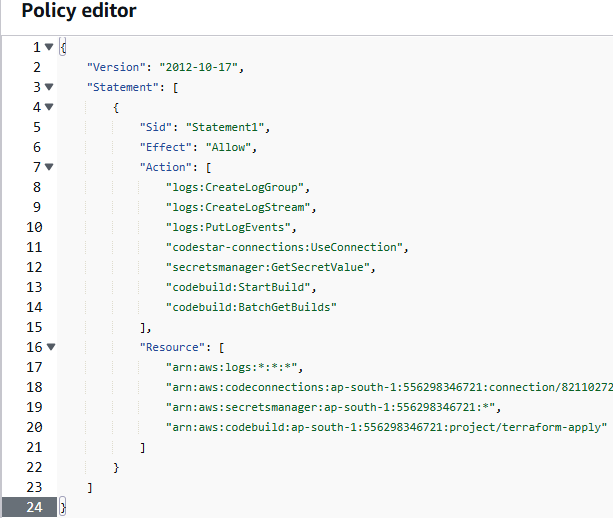 Policy editor
1 {
2 "Version": "2012-10-17",
3 "Statement": [
4 {
5 "Sid": "Statement1",
6 "Effect": "Allow",
7 "Action": [
8 "logs:CreateLogGroup",
9 "logs:CreateLogStream",
10 "logs:PutLogEvents",
11 "codestar-connections:UseConnection",
12 "secretsmanager:GetSecretValue",
13 "codebuild:StartBuild",
14 "codebuild:BatchGetBuilds"
15 ],
16 "Resource": [
17 "arn:aws:logs:*:*:*",
18 "arn:aws:codeconnections:ap-south-1:556298346721:connection/82110272
19 "arn:aws:secretsmanager:ap-south-1:556298346721:*",
20 "arn:aws:codebuild:ap-south-1:556298346721:project/terraform-apply"
21 ]
22 }
23 ]
24 }